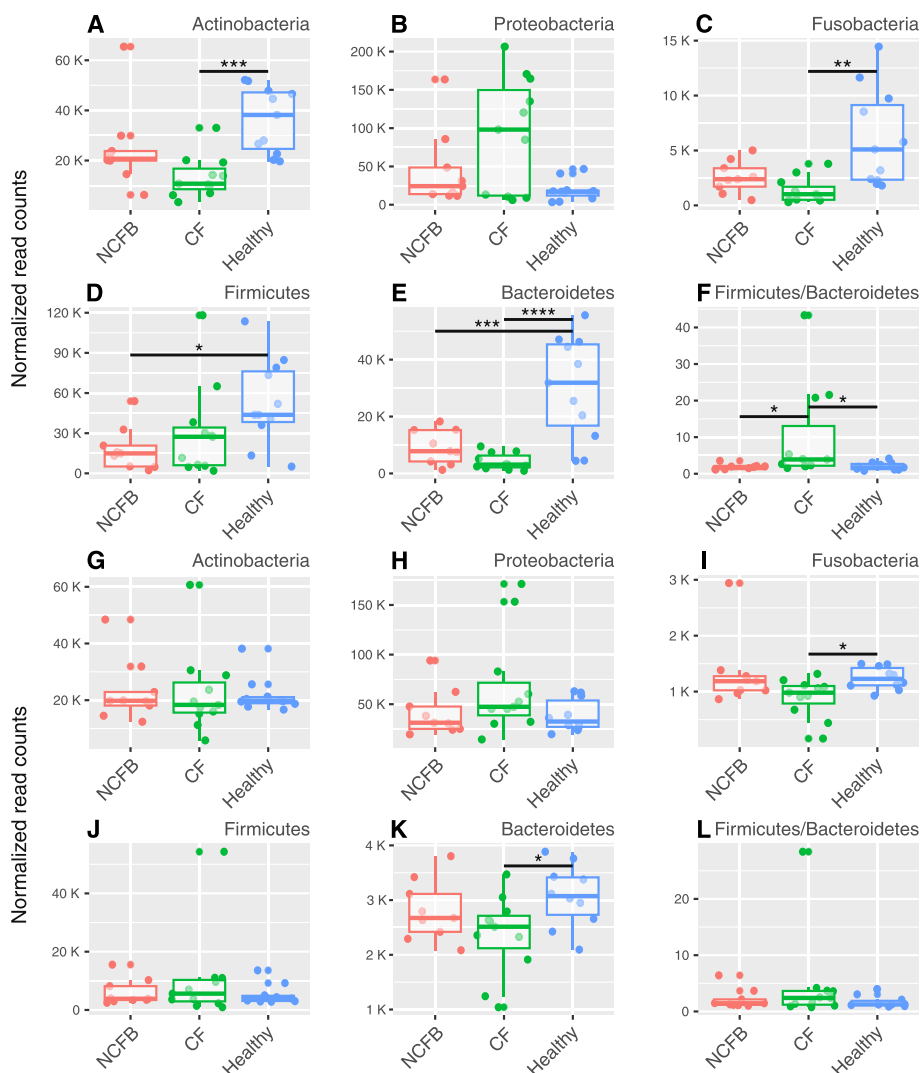 A Actinobacteria
60 K
40 K
20 K
***
NCFB CF Healthy
B Proteobacteria
200 K
150 K
100 K
50 K
0
NCFB CF Healthy
C Fusobacteria
15 K
10 K
5 K
0
**
NCFB CF Healthy
Normalized read counts
D Firmicutes
120 K
90 K
60 K
30 K
0
*
NCFB CF Healthy
E Bacteroidetes
40 K
20 K
0
****
***
NCFB CF Healthy
F Firmicutes/Bacteroidetes
40
30
20
10
0
* *
NCFB CF Healthy
G Actinobacteria
60 K
40 K
20 K
NCFB CF Healthy
H Proteobacteria
150 K
100 K
50 K
NCFB CF Healthy
I Fusobacteria
3 K
2 K
1 K
*
NCFB CF Healthy
Normalized read counts
J Firmicutes
40 K
20 K
0
NCFB CF Healthy
K Bacteroidetes
4 K
3 K
2 K
1 K
*
NCFB CF Healthy
L Firmicutes/Bacteroidetes
20
10
0
NCFB CF Healthy